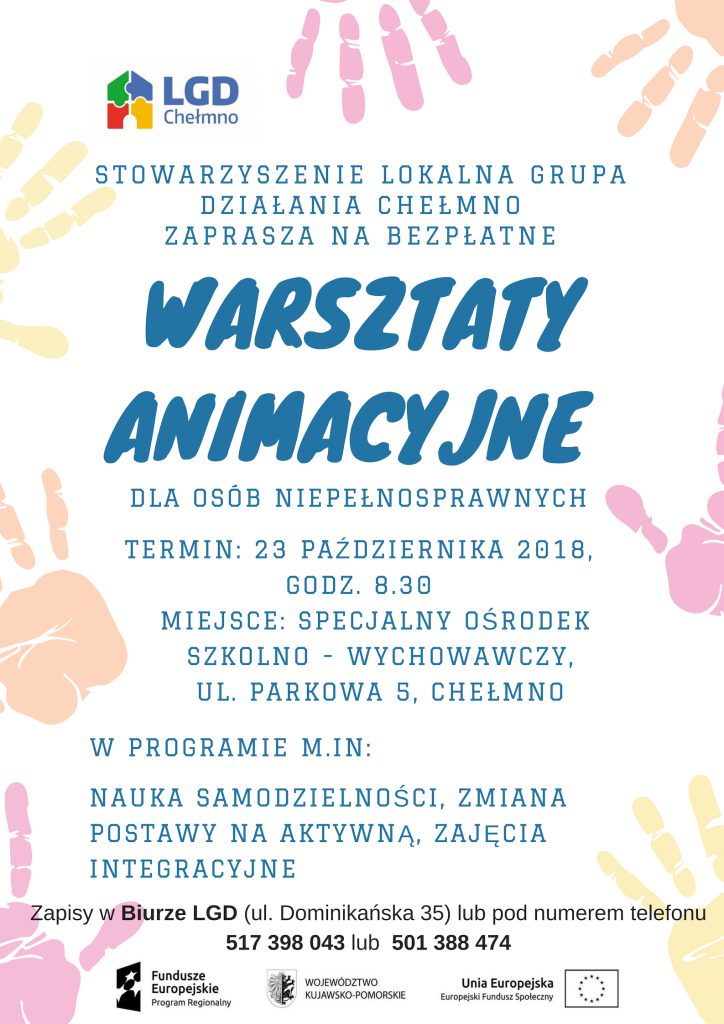 LGD
Chełmno
STOWARZYSZENIE LOKALNA GRUPA
DZIAŁANIA CHEŁMNO
ZAPRASZA NA BEZPŁATNE
WARSZTATY
ANIMACYJNE
DLA OSÓB NIEPEŁNOSPRAWNYCH
TERMIN: 23 PAŹDZIERNIKA 2018,
GODZ. 8.30
MIEJSCE: SPECJALNY OŚRODEK
SZKOLNO - WYCHOWAWCZY,
UL. PARKOWA 5, CHEŁMNO
W PROGRAMIE M.IN:
NAUKA SAMODZIELNOŚCI, ZMIANA
POSTAWY NA AKTYWNĄ, ZAJĘCIA
INTEGRACYJNE
Zapisy w Biurze LGD (ul. Dominikańska 35) lub pod numerem telefonu
517 398 043 lub 501 388 474
Fundusze
Europejskie
Program Regionalny
WOJEWÓDZTWO
KUJAWSKO-POMORSKIE
Unia Europejska
Europejski Fundusz Społeczny